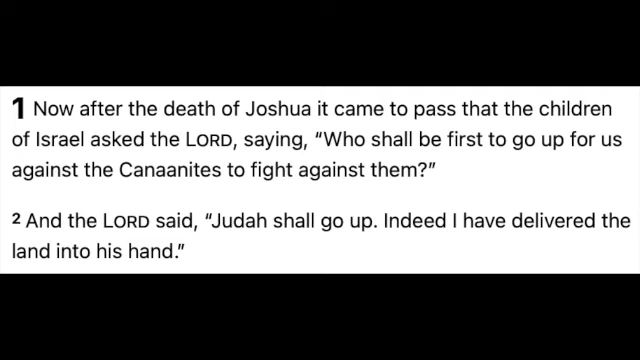 1 Now after the death of Joshua it came to pass that the children
of Israel asked the LORD, saying, “Who shall be first to go up for us
against the Canaanites to fight against them?”
2 And the LORD said, “Judah shall go up. Indeed I have delivered the
land into his hand.”